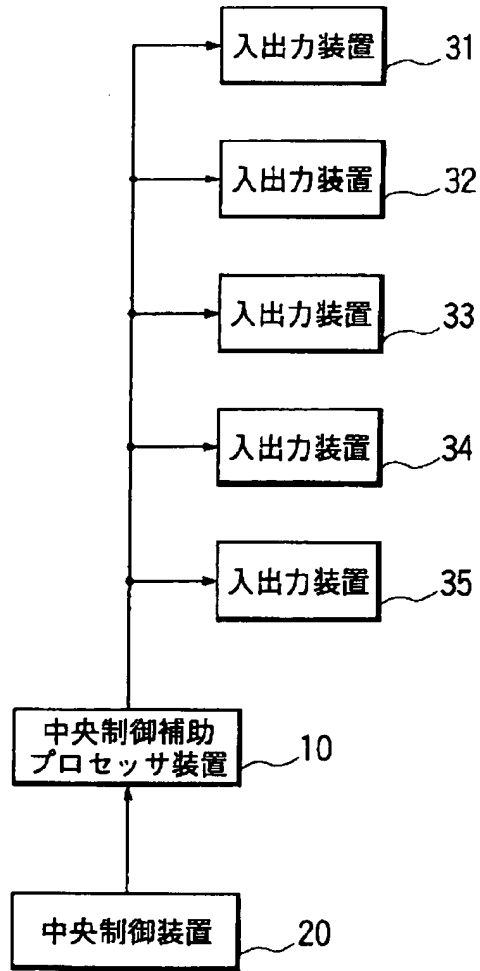 入出力装置 31
入出力装置 32
入出力装置 33
入出力装置 34
入出力装置 35
中央制御補助
プロセッサ装置 10
中央制御装置 20